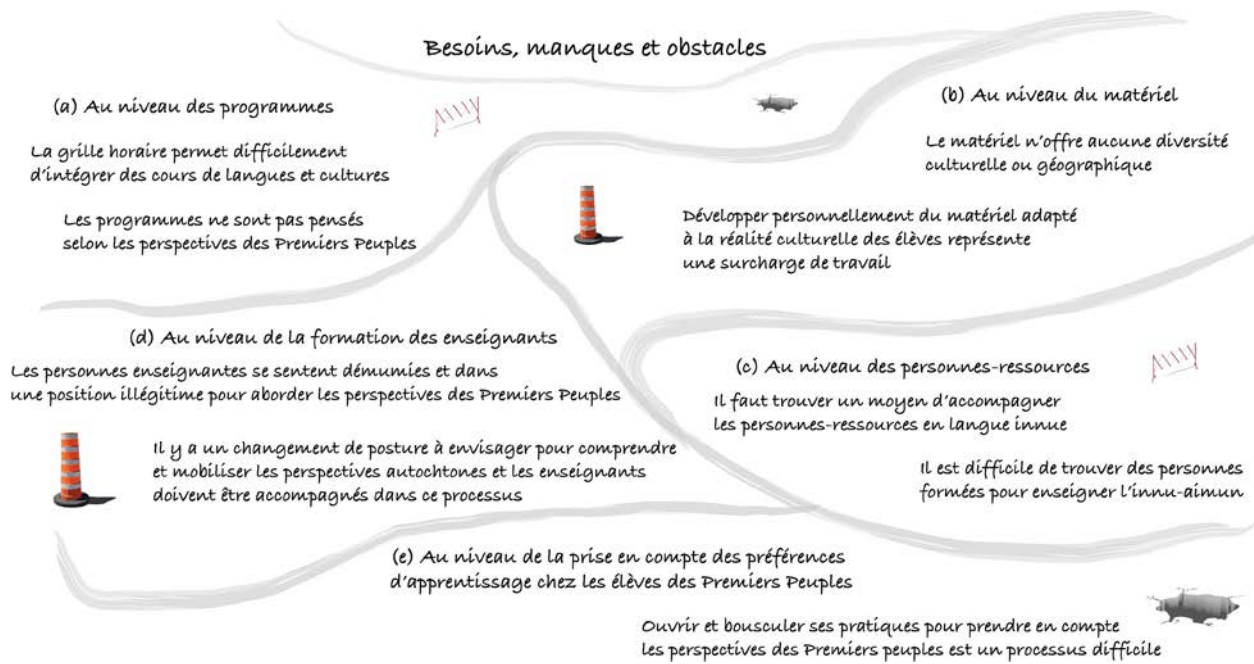 Besoins, manques et obstacles
(a) Au niveau des programmes
La grille horaire permet difficilement
d'intégrer des cours de langues et cultures
Les programmes ne sont pas pensés
selon les perspectives des Premiers Peuples
(b) Au niveau du matériel
Le matériel n'offre aucune diversité
culturelle ou géographique
Développer personnellement du matériel adapté
à la réalité culturelle des élèves représente
une surcharge de travail
(c) Au niveau des personnes-ressources
Il faut trouver un moyen d'accompagner
les personnes-ressources en langue innue
Il est difficile de trouver des personnes
formées pour enseigner l'innu-aimun
(d) Au niveau de la formation des enseignants
Les personnes enseignantes se sentent démumies et dans
une position illégitime pour aborder les perspectives des Premiers Peuples
Il y a un changement de posture à envisager pour comprendre
et mobiliser les perspectives autochtones et les enseignants
doivent être accompagnés dans ce processus
(e) Au niveau de la prise en compte des préférences
d'apprentissage chez les élèves des Premiers Peuples
Ouvrir et bousculer ses pratiques pour prendre en compte
les perspectives des Premiers peuples est un processus difficile